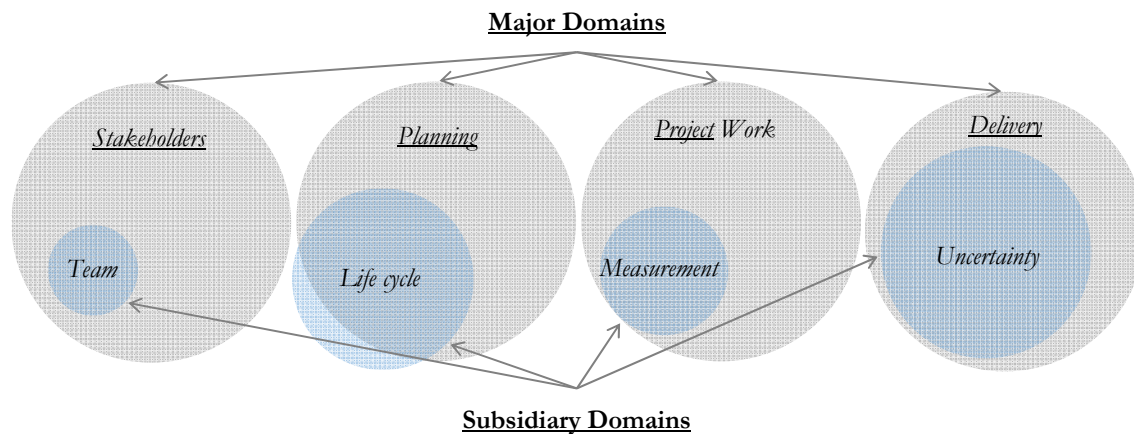 Major Domains
Stakeholders
Planning
Project Work
Delivery
Team
Life cycle
Measurement
Uncertainty
Subsidiary Domains